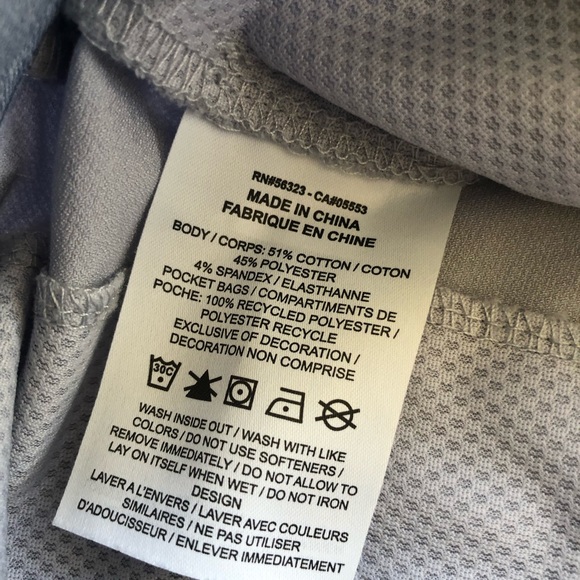 RN#56323 - CA#05553
MADE IN CHINA
FABRIQUE EN CHINE
BODY / CORPS: 51% COTTON / COTON
45% POLYESTER
4% SPANDEX / ELASTHANNE
POCKET BAGS / COMPARTIMENTS DE
POCHE: 100% RECYCLED POLYESTER /
POLYESTER RECYCLE
EXCLUSIVE OF DECORATION /
DECORATION NON COMPRISE
30C
WASH INSIDE OUT / WASH WITH LIKE
COLORS / DO NOT USE SOFTENERS /
REMOVE IMMEDIATELY / DO NOT ALLOW TO
LAY ON ITSELF WHEN WET / DO NOT IRON
DESIGN
LAVER A L'ENVERS / LAVER AVEC COULEURS
SIMILAIRES / NE PAS UTILISER
D'ADOUCISSEUR / ENLEVER IMMEDIATEMENT